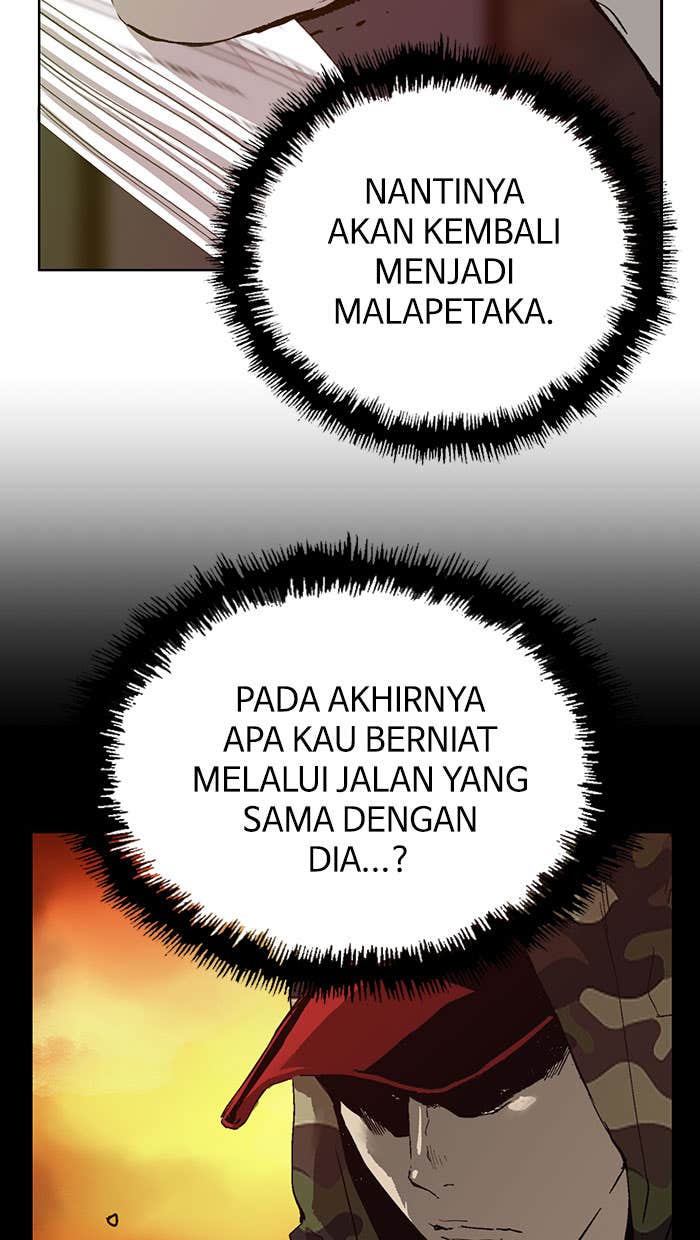 NANTINYA
AKAN KEMBALI
MENJADI
MALAPETAKA.
PADA AKHIRNYA
APA KAU BERNIAT
MELALUI JALAN YANG
SAMA DENGAN
DIA...?